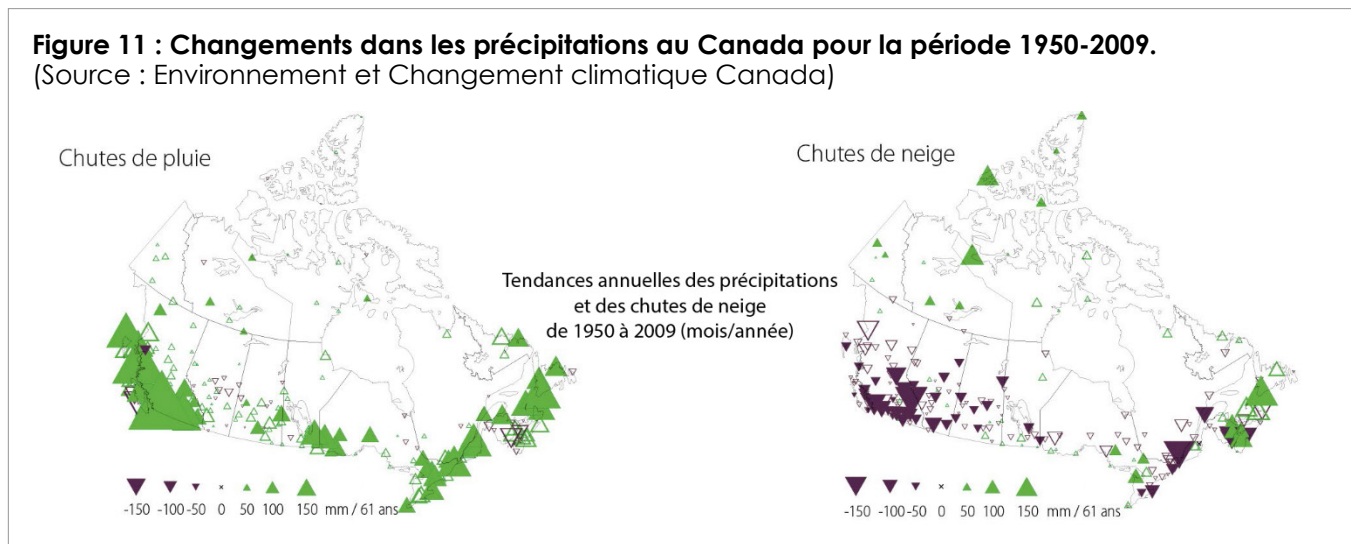 Figure 11 : Changements dans les précipitations au Canada pour la période 1950-2009.
(Source : Environnement et Changement climatique Canada)
Chutes de pluie
Chutes de neige
Tendances annuelles des précipitations
et des chutes de neige
de 1950 à 2009 (mois/année)
-150 -100 -50 0 50 100 150 mm / 61 ans
-150 -100 -50 0 50 100 150 mm / 61 ans